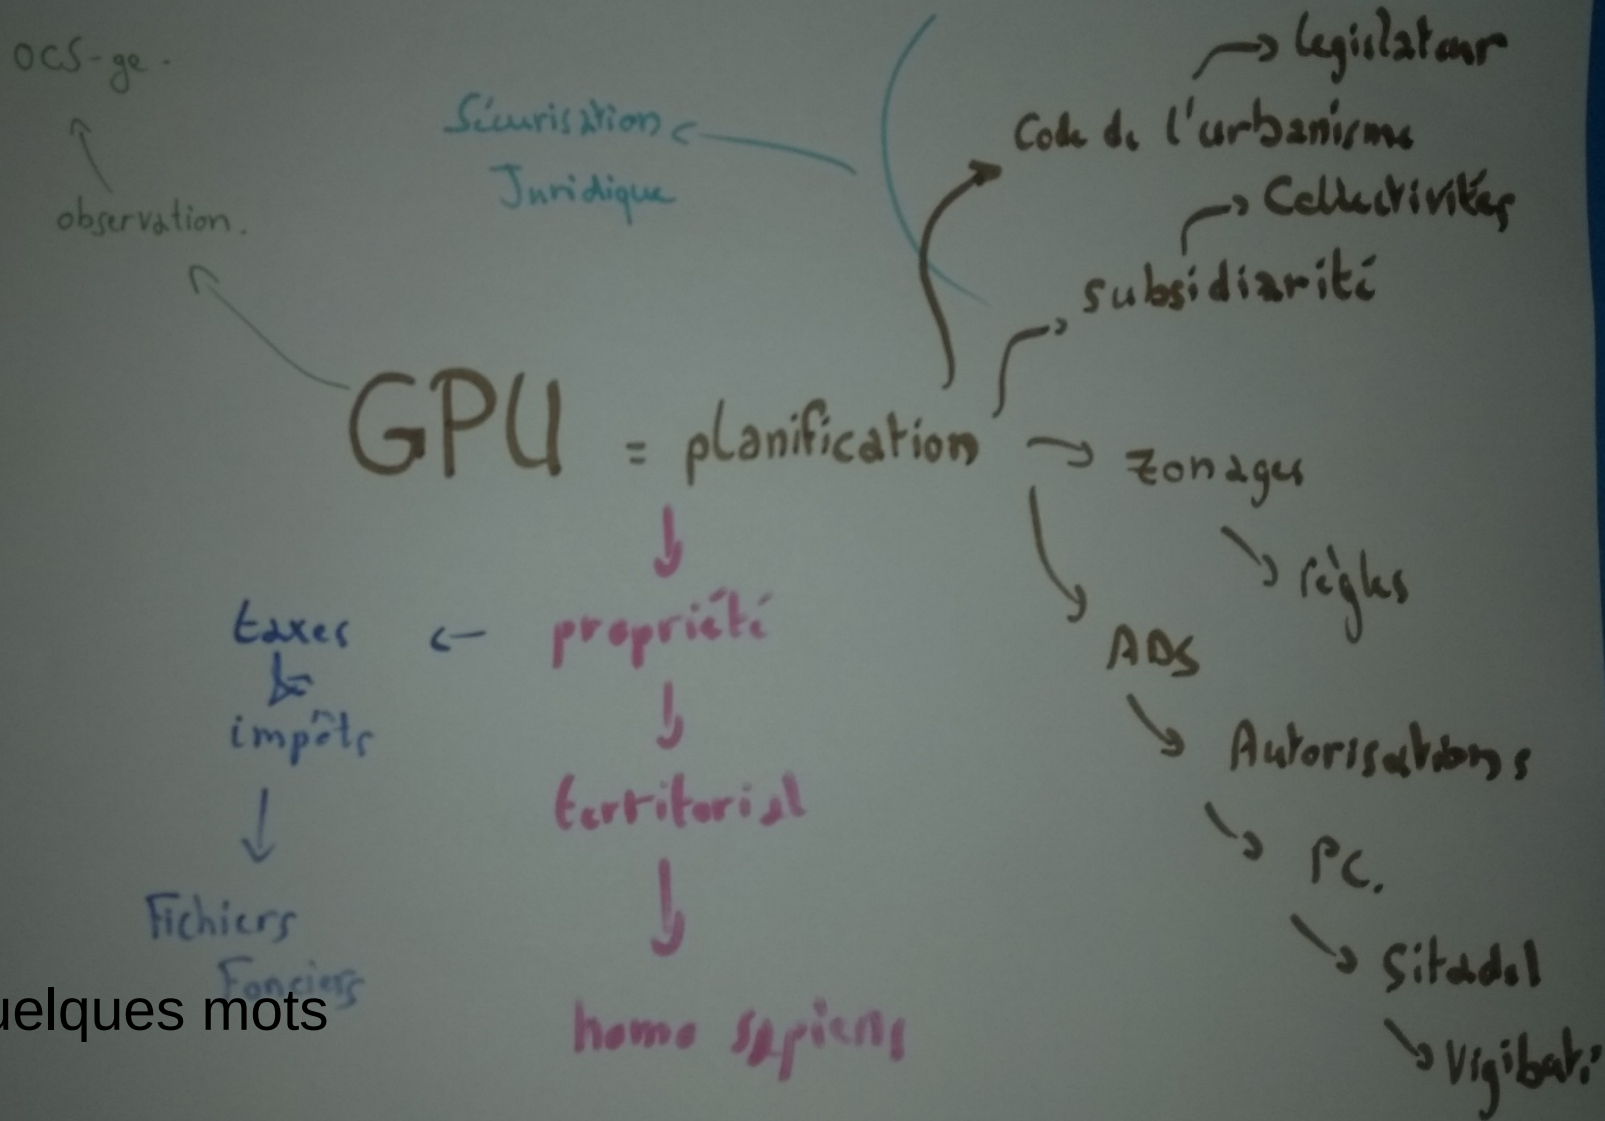 OCS-ge.
observation.
Sécurisation
Juridique
législateur
Code de l'urbanisme
Collectivités
subsidiarité
GPU = planification
zonages
règles
ADS
Autorisations
PC.
Sitadel
Vigibati
propriété
territorial
homo sapiens
taxes
impôts
Fichiers
Fonciers
uelques mots